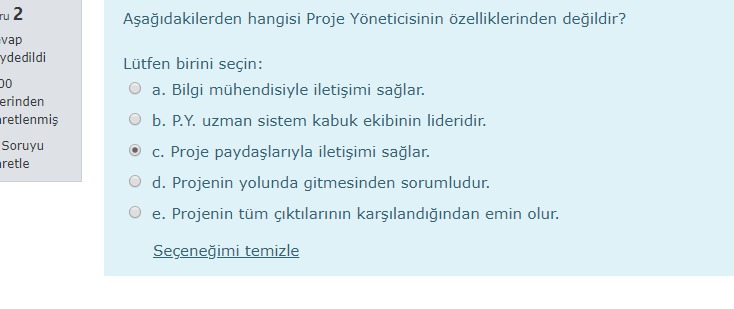 ru 2
vap
ydedildi
00
erinden
retlenmiş
Soruyu
retle
Aşağıdakilerden hangisi Proje Yöneticisinin özelliklerinden değildir?
Lütfen birini seçin:
a. Bilgi mühendisiyle iletişimi sağlar.
b. P.Y. uzman sistem kabuk ekibinin lideridir.
c. Proje paydaşlarıyla iletişimi sağlar.
d. Projenin yolunda gitmesinden sorumludur.
e. Projenin tüm çıktılarının karşılandığından emin olur.
Seçeneğimi temizle